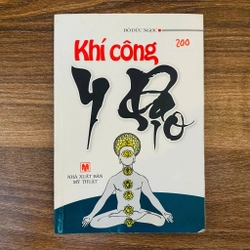 ĐỖ ĐỨC NGỌC
Khí công
200
Y Đạo
NHÀ XUẤT BẢN
MỸ THUẬT